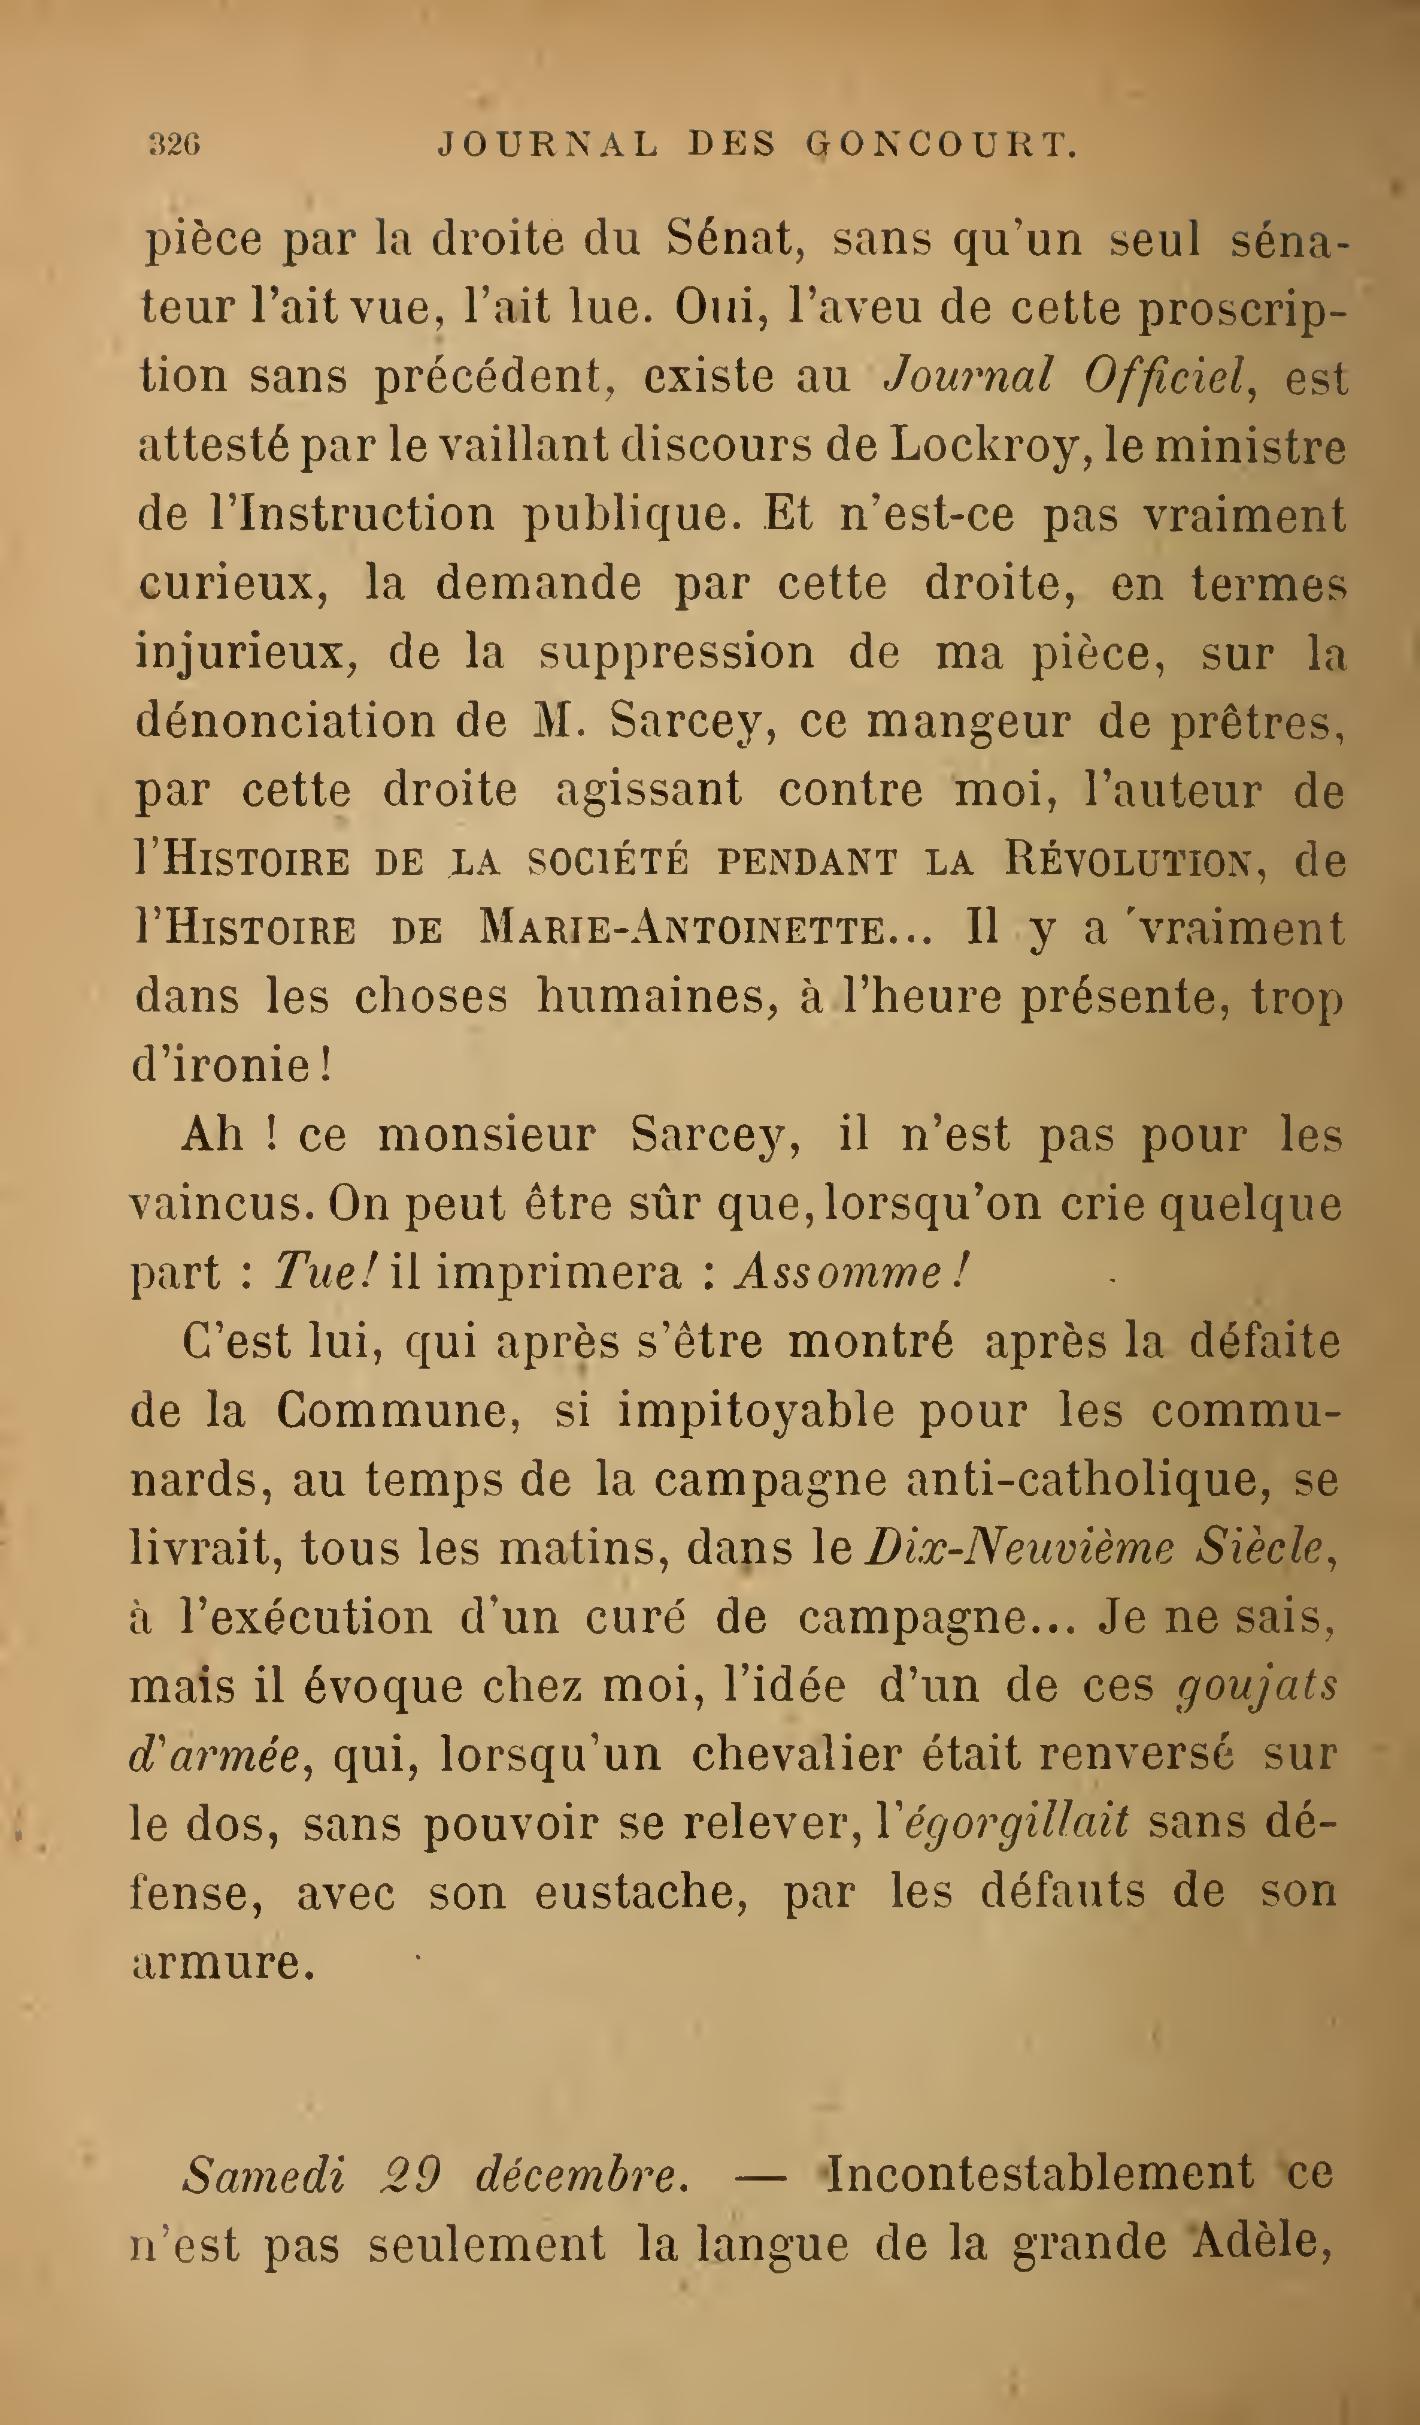 326 JOURNAL DES GONCOURT.
pièce par la droite du Sénat, sans qu'un seul séna-
teur l'ait vue, l'ait lue. Oui, l'aveu de cette proscrip-
tion sans précédent, existe au Journal Officiel, est
attesté par le vaillant discours de Lockroy, le ministre
de l'Instruction publique. Et n'est-ce pas vraiment
curieux, la demande par cette droite, en termes
injurieux, de la suppression de ma pièce, sur la
dénonciation de M. Sarcey, ce mangeur de prêtres,
par cette droite agissant contre moi, l'auteur de
l'HISTOIRE DE LA SOCIÉTÉ PENDANT LA RÉVOLUTION, de
l'HISTOIRE DE MARIE-ANTOINETTE... Il y a vraiment
dans les choses humaines, à l'heure présente, trop
d'ironie !
Ah ! ce monsieur Sarcey, il n'est pas pour les
vaincus. On peut être sûr que, lorsqu'on crie quelque
part : Tue! il imprimera : Assomme !
C'est lui, qui après s'être montré après la défaite
de la Commune, si impitoyable pour les commu-
nards, au temps de la campagne anti-catholique, se
livrait, tous les matins, dans le Dix-Neuvième Siècle,
à l'exécution d'un curé de campagne... Je ne sais,
mais il évoque chez moi, l'idée d'un de ces goujats
d'armée, qui, lorsqu'un chevalier était renversé sur
le dos, sans pouvoir se relever, l'égorgillait sans dé-
fense, avec son eustache, par les défauts de son
armure.
Samedi 29 décembre. — Incontestablement ce
n'est pas seulement la langue de la grande Adèle,